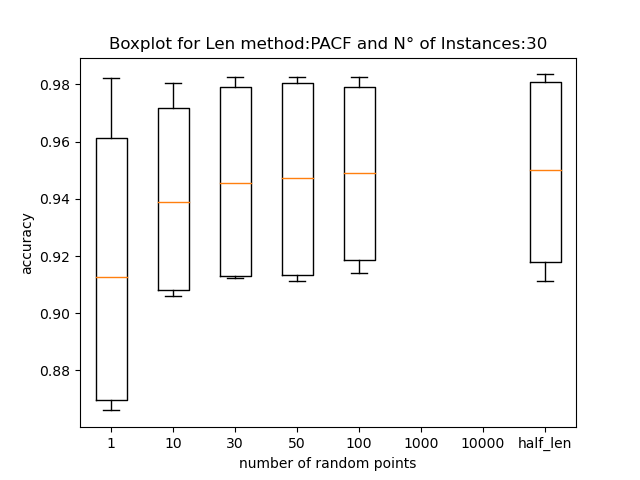 Boxplot for Len method:PACF and N° of Instances:30
0.98
0.96
0.94
0.92
0.90
0.88
accuracy
1 10 30 50 100 1000 10000 half_len
number of random points